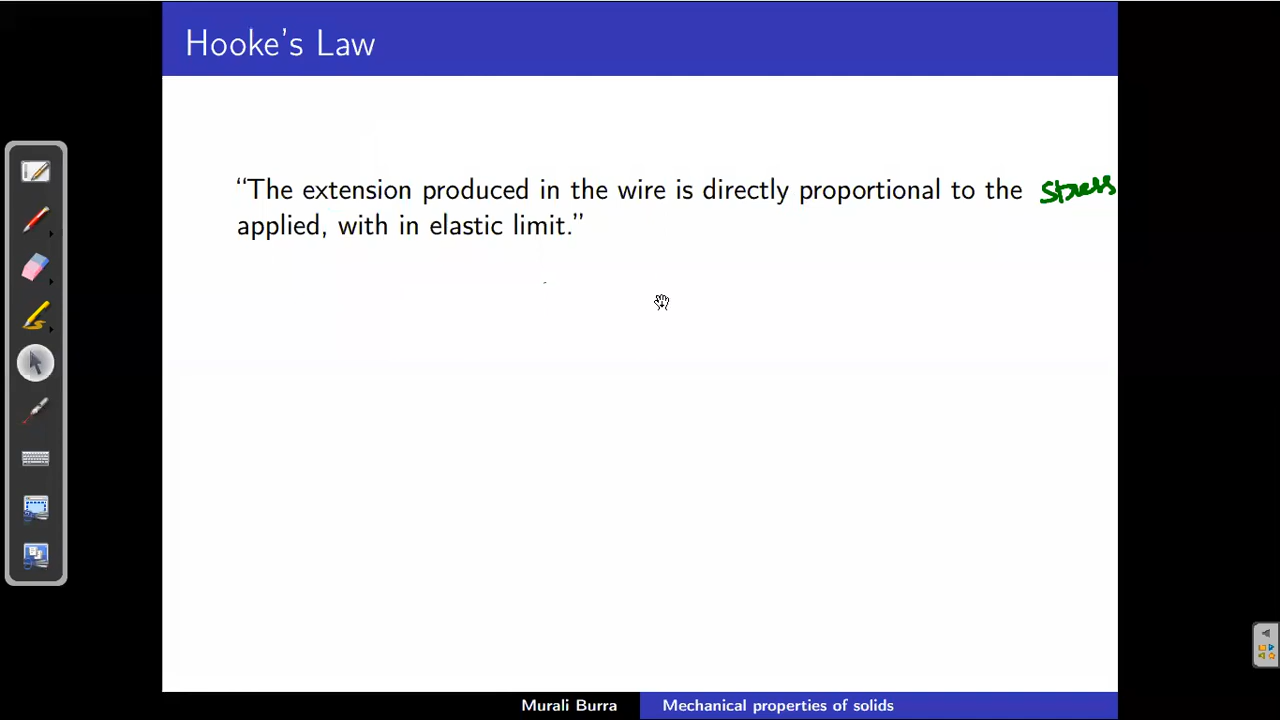 Hooke's Law
“The extension produced in the wire is directly proportional to the stress
applied, with in elastic limit.”
Murali Burra
Mechanical properties of solids